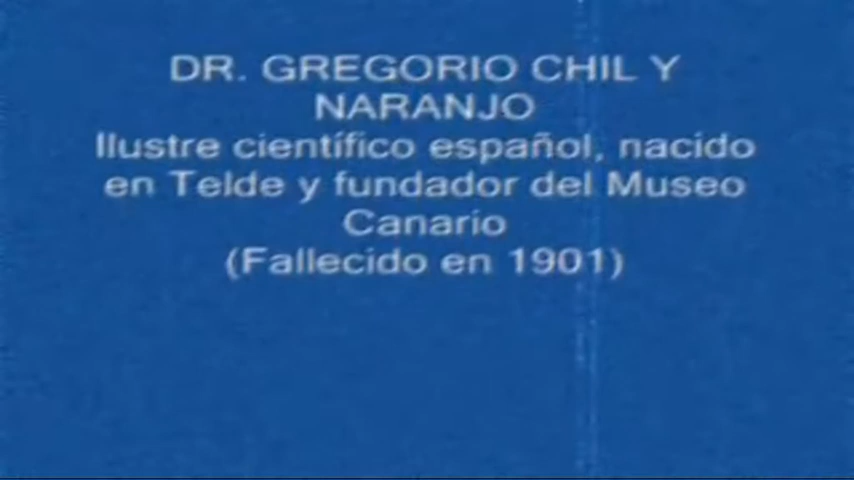 DR. GREGORIO CHIL Y
NARANJO
Ilustre científico español, nacido
en Telde y fundador del Museo
Canario
(Fallecido en 1901)